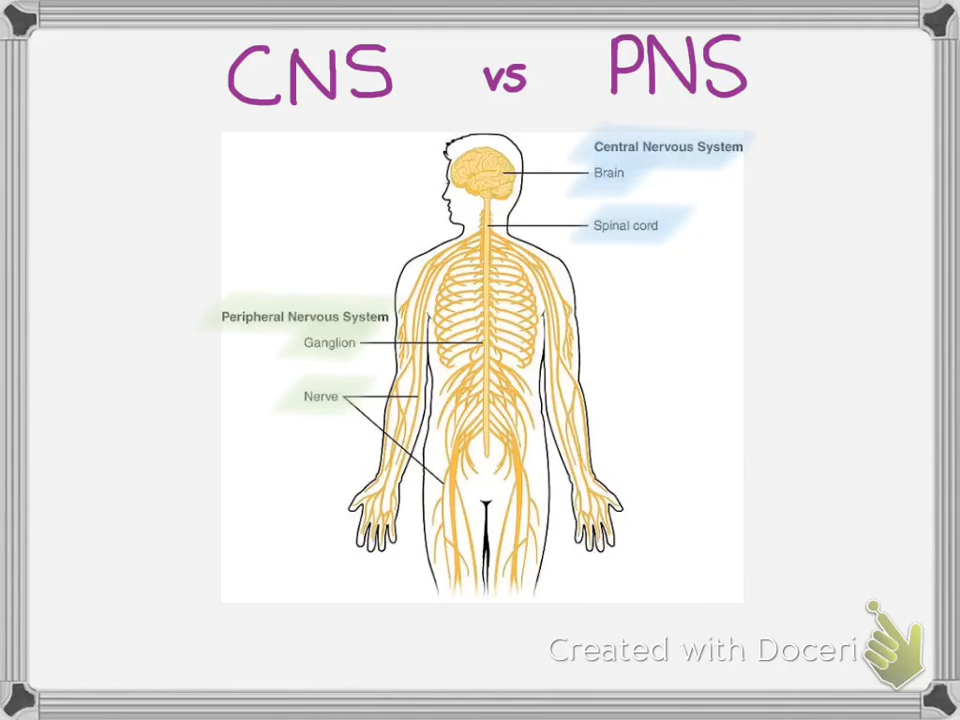 CNS vs PNS
Central Nervous System
Brain
Spinal cord
Peripheral Nervous System
Ganglion
Nerve
Created with Doceri